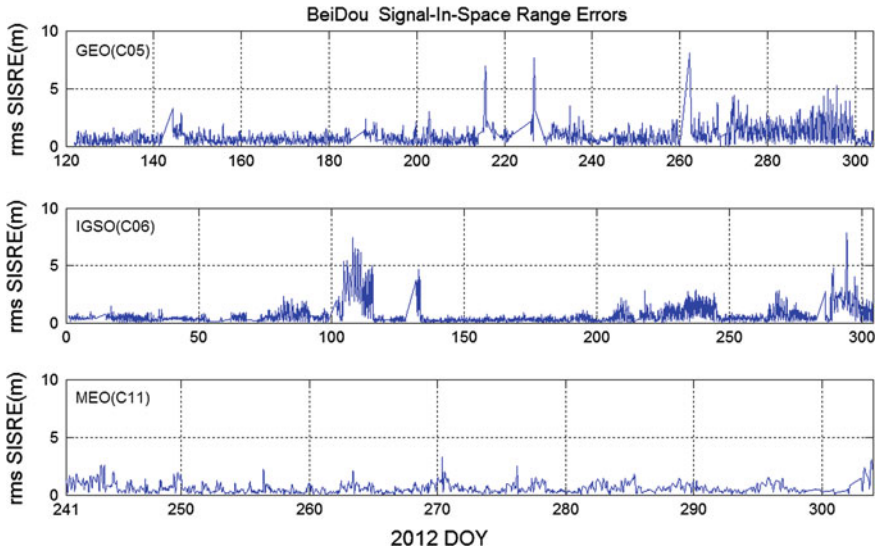 BeiDou Signal-In-Space Range Errors
rms SISRE(m)
10
5
0
GEO(C05)
120 140 160 180 200 220 240 260 280 300
rms SISRE(m)
10
5
0
IGSO(C06)
0 50 100 150 200 250 300
rms SISRE(m)
10
5
0
MEO(C11)
241 250 260 270 280 290 300
2012 DOY